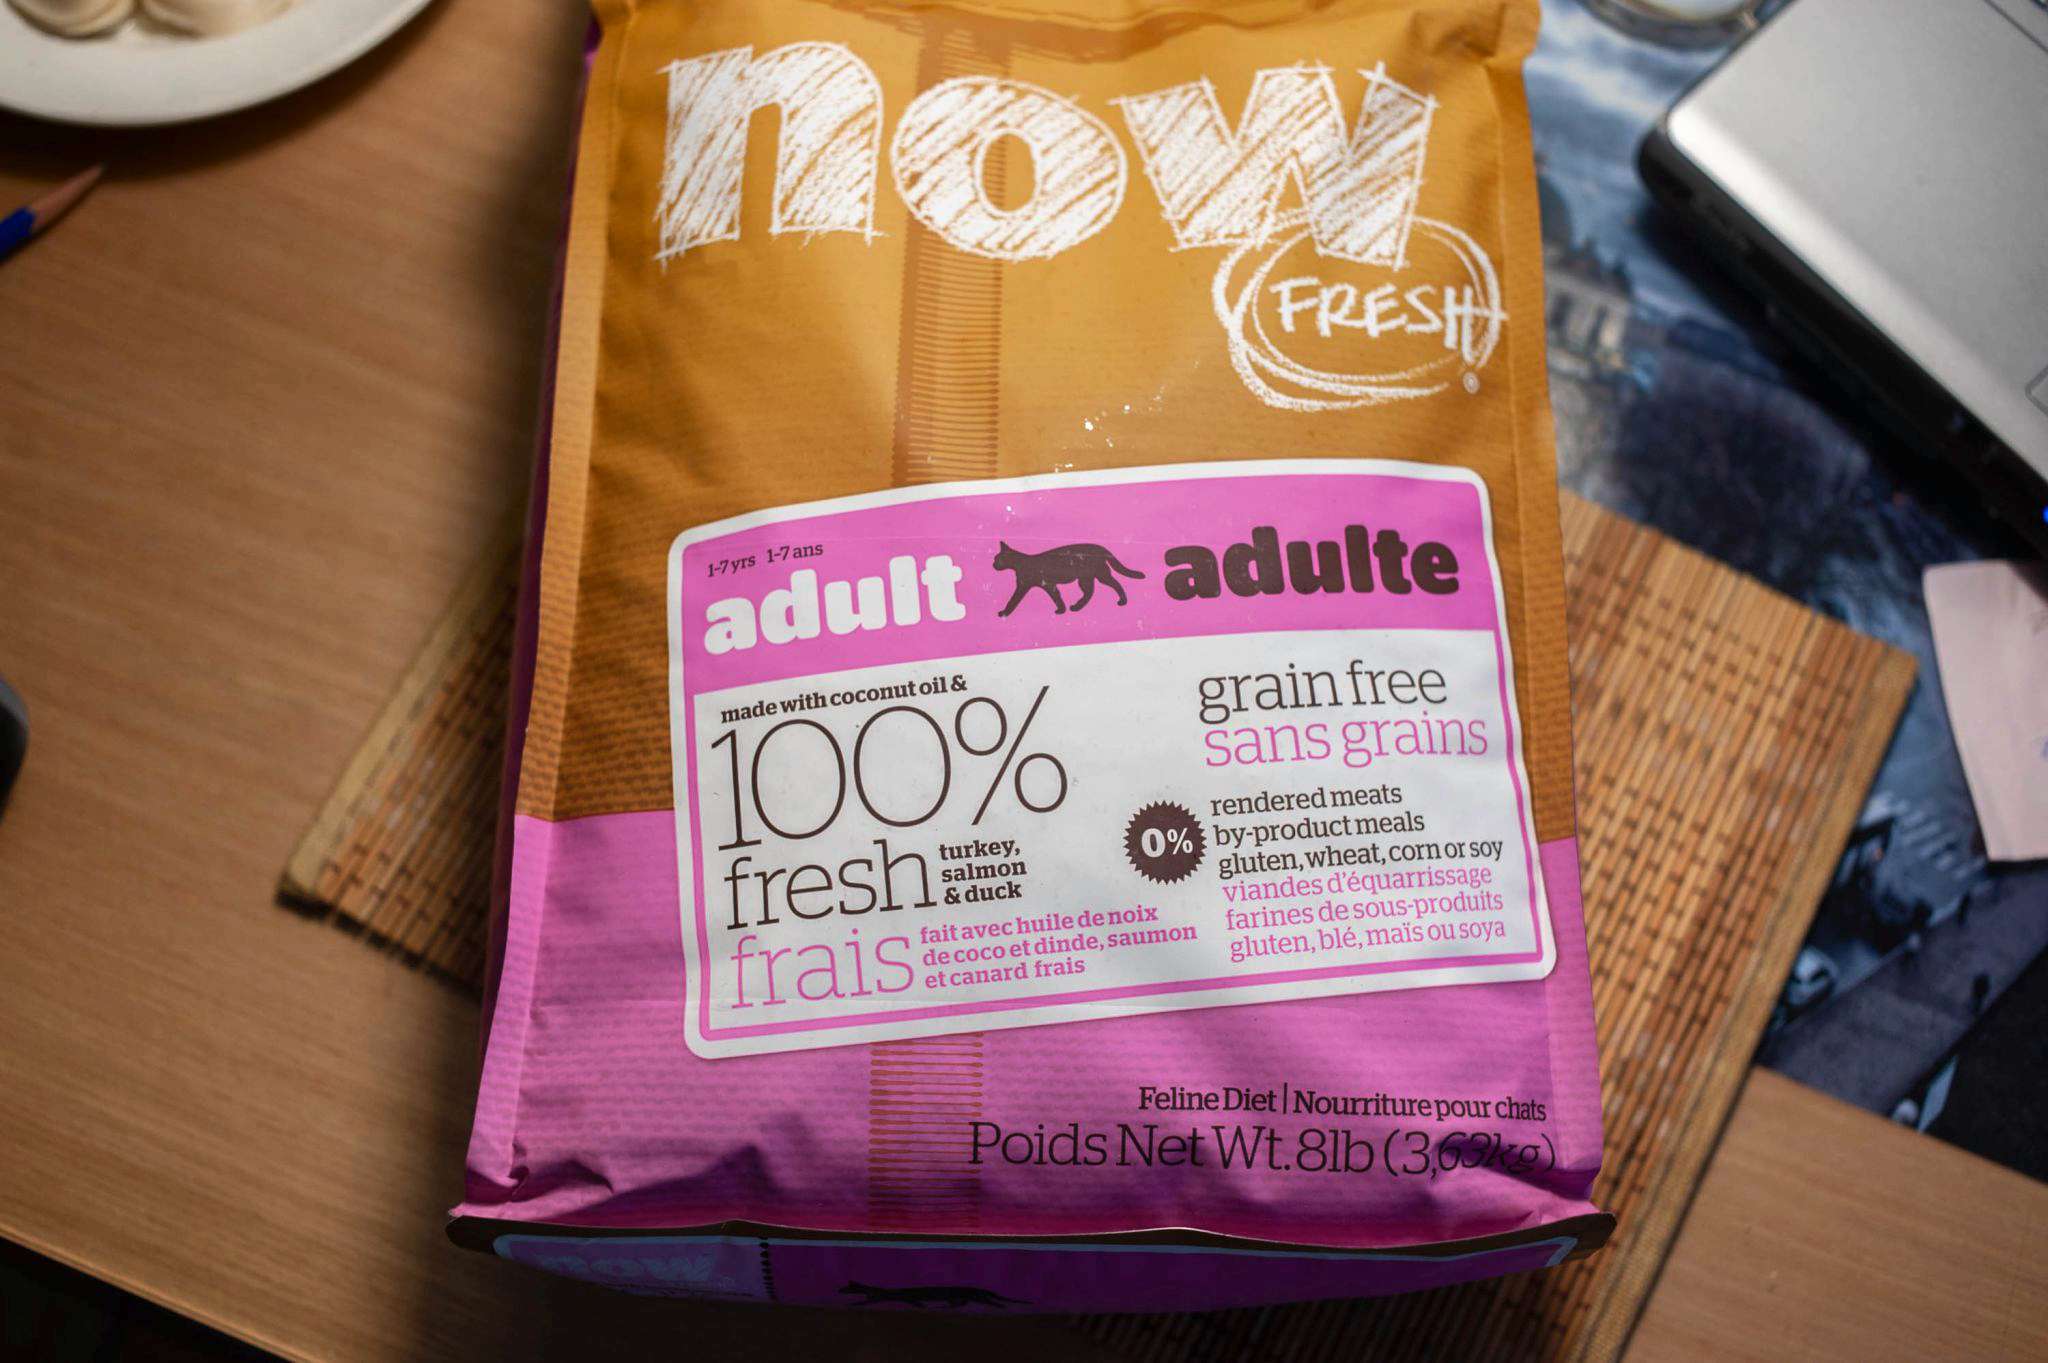 now
FRESH
1-7 yrs 1-7 ans
adult adulte
made with coconut oil &
100%
fresh
turkey,
salmon
& duck
frais
fait avec huile de noix
de coco et dinde, saumon
et canard frais
grain free
sans grains
0%
rendered meats
by-product meals
gluten, wheat, corn or soy
viandes d'équarrissage
farines de sous-produits
gluten, blé, maïs ou soya
Feline Diet | Nourriture pour chats
Poids Net Wt. 8lb (3,63kg)
now